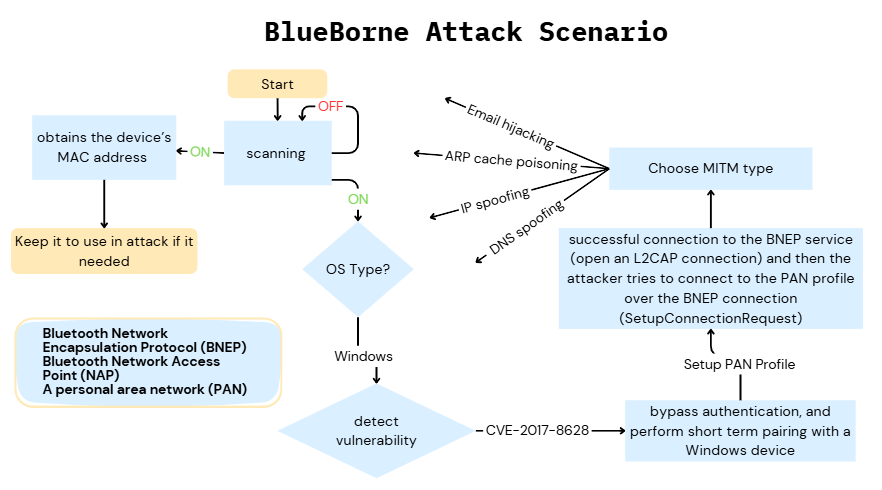 BlueBorne Attack Scenario
Start
OFF
obtains the device's
MAC address
ON
scanning
ON
Keep it to use in attack if it
needed
OS Type?
Email hijacking
ARP cache poisoning
IP spoofing
DNS spoofing
Choose MITM type
successful connection to the BNEP service
(open an L2CAP connection) and then the
attacker tries to connect to the PAN profile
over the BNEP connection
(SetupConnectionRequest)
Bluetooth Network
Encapsulation Protocol (BNEP)
Bluetooth Network Access
Point (NAP)
A personal area network (PAN)
Windows
Setup PAN Profile
detect
vulnerability
CVE-2017-8628
bypass authentication, and
perform short term pairing with a
Windows device